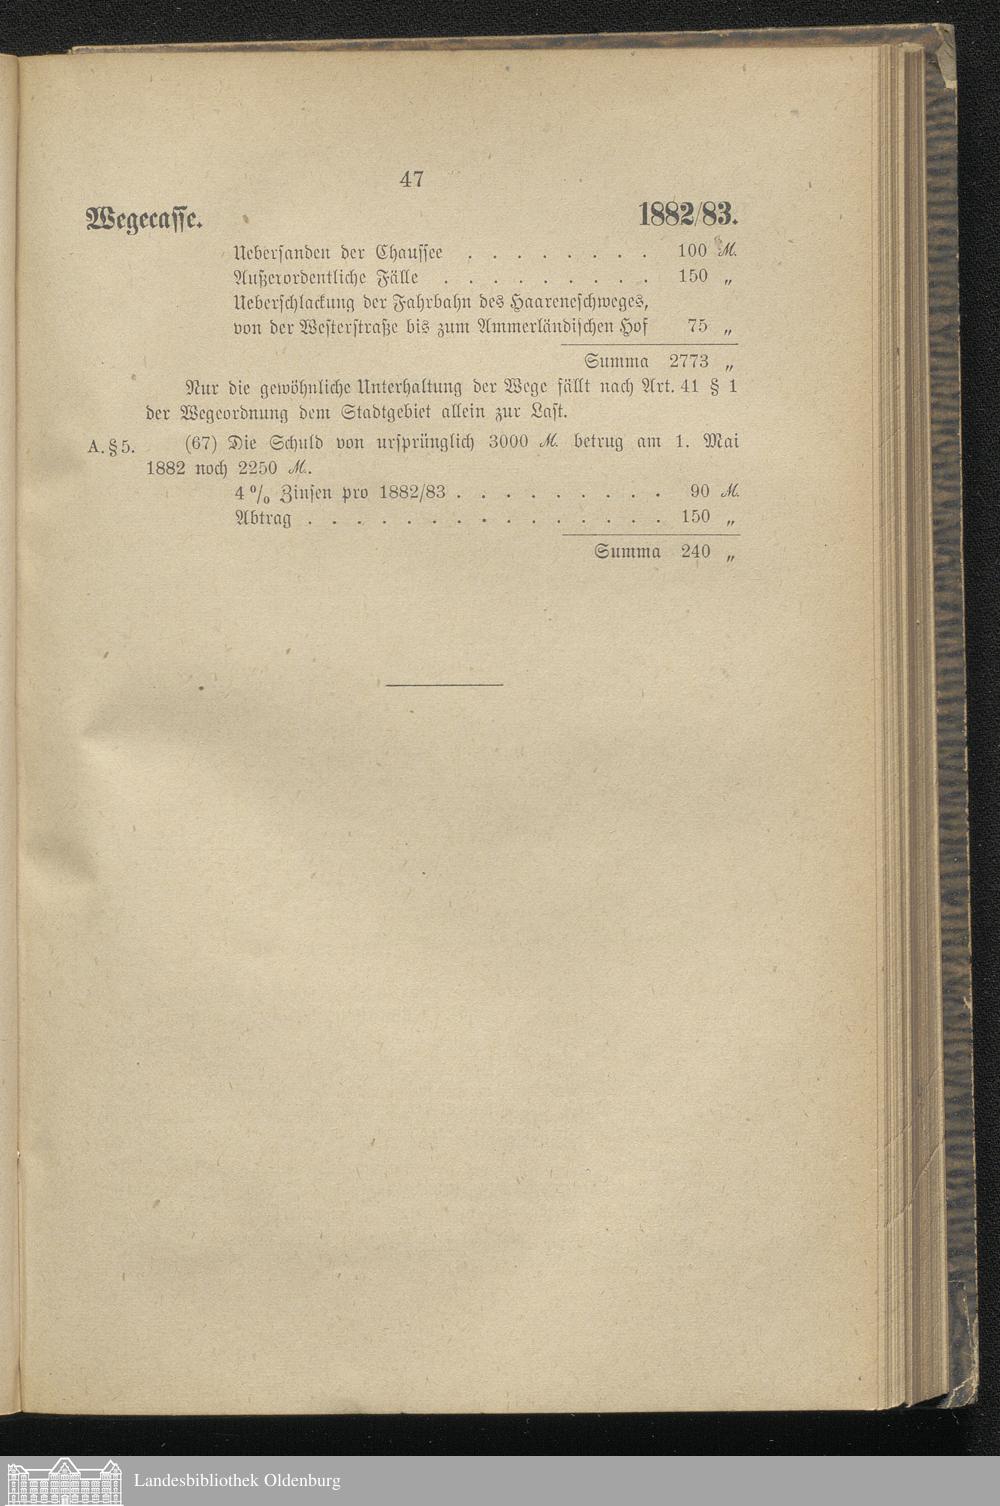 47
Wegecasse. 1882/83.
Uebersanden der Chaussee . . . . . . . . 100 M.
Außerordentliche Fälle . . . . . . . . . 150 „
Ueberschlackung der Fahrbahn des Haareneschweges,
von der Westerstraße bis zum Ammerländischen Hof 75 „
Summa 2773 „
Nur die gewöhnliche Unterhaltung der Wege fällt nach Art. 41 § 1
der Wegeordnung dem Stadtgebiet allein zur Last.
A. § 5. (67) Die Schuld von ursprünglich 3000 M. betrug am 1. Mai
1882 noch 2250 M.
4 % Zinsen pro 1882/83 . . . . . . . . . 90 M.
Abtrag . . . . . . . . . . . . . . . 150 „
Summa 240 „
Landesbibliothek Oldenburg